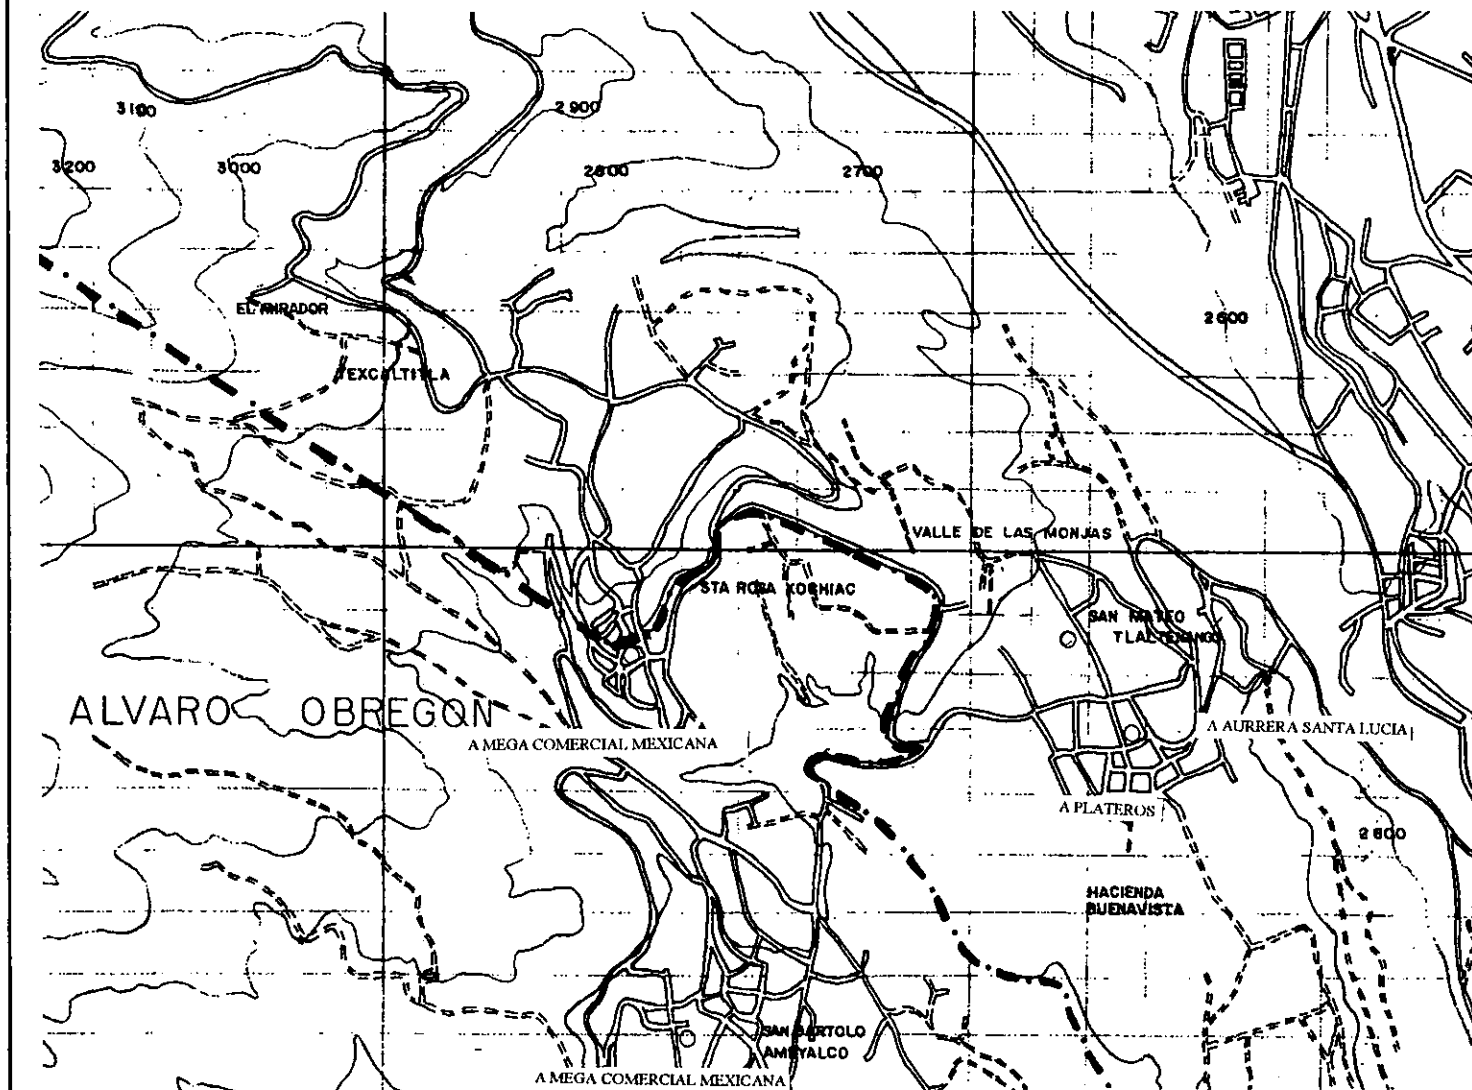 3100
2900
3200
3000
2800
2700
EL MIRADOR
2600
TEXCALTITLA
VALLE DE LAS MONJAS
STA ROSA XOCHIAC
SAN MATEO
TLALTENANGO
ALVARO OBREGON
A MEGA COMERCIAL MEXICANA
A AURRERA SANTA LUCIA
A PLATEROS
2600
HACIENDA
BUENAVISTA
SAN BARTOLO
AMEYALCO
A MEGA COMERCIAL MEXICANA